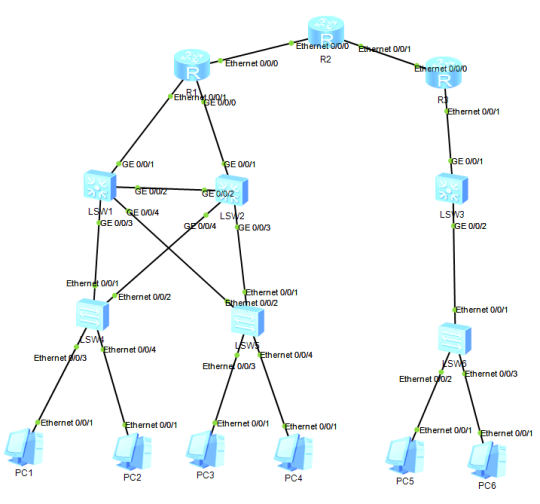 Ethernet 0/0/0
R2
Ethernet 0/0/1
Ethernet 0/0/0
Ethernet 0/0/0
R1
R3
Ethernet 0/0/1
GE 0/0/0
Ethernet 0/0/1
GE 0/0/1
GE 0/0/1
GE 0/0/1
GE 0/0/2
GE 0/0/2
LSW1
LSW2
LSW3
GE 0/0/3
GE 0/0/4
GE 0/0/4
GE 0/0/3
GE 0/0/2
Ethernet 0/0/1
Ethernet 0/0/2
Ethernet 0/0/1
Ethernet 0/0/2
Ethernet 0/0/1
LSW4
LSW5
Ethernet 0/0/3
Ethernet 0/0/4
Ethernet 0/0/3
Ethernet 0/0/4
LSW6
Ethernet 0/0/2
Ethernet 0/0/3
Ethernet 0/0/1
Ethernet 0/0/1
Ethernet 0/0/1
Ethernet 0/0/1
Ethernet 0/0/1
Ethernet 0/0/1
PC1
PC2
PC3
PC4
PC5
PC6